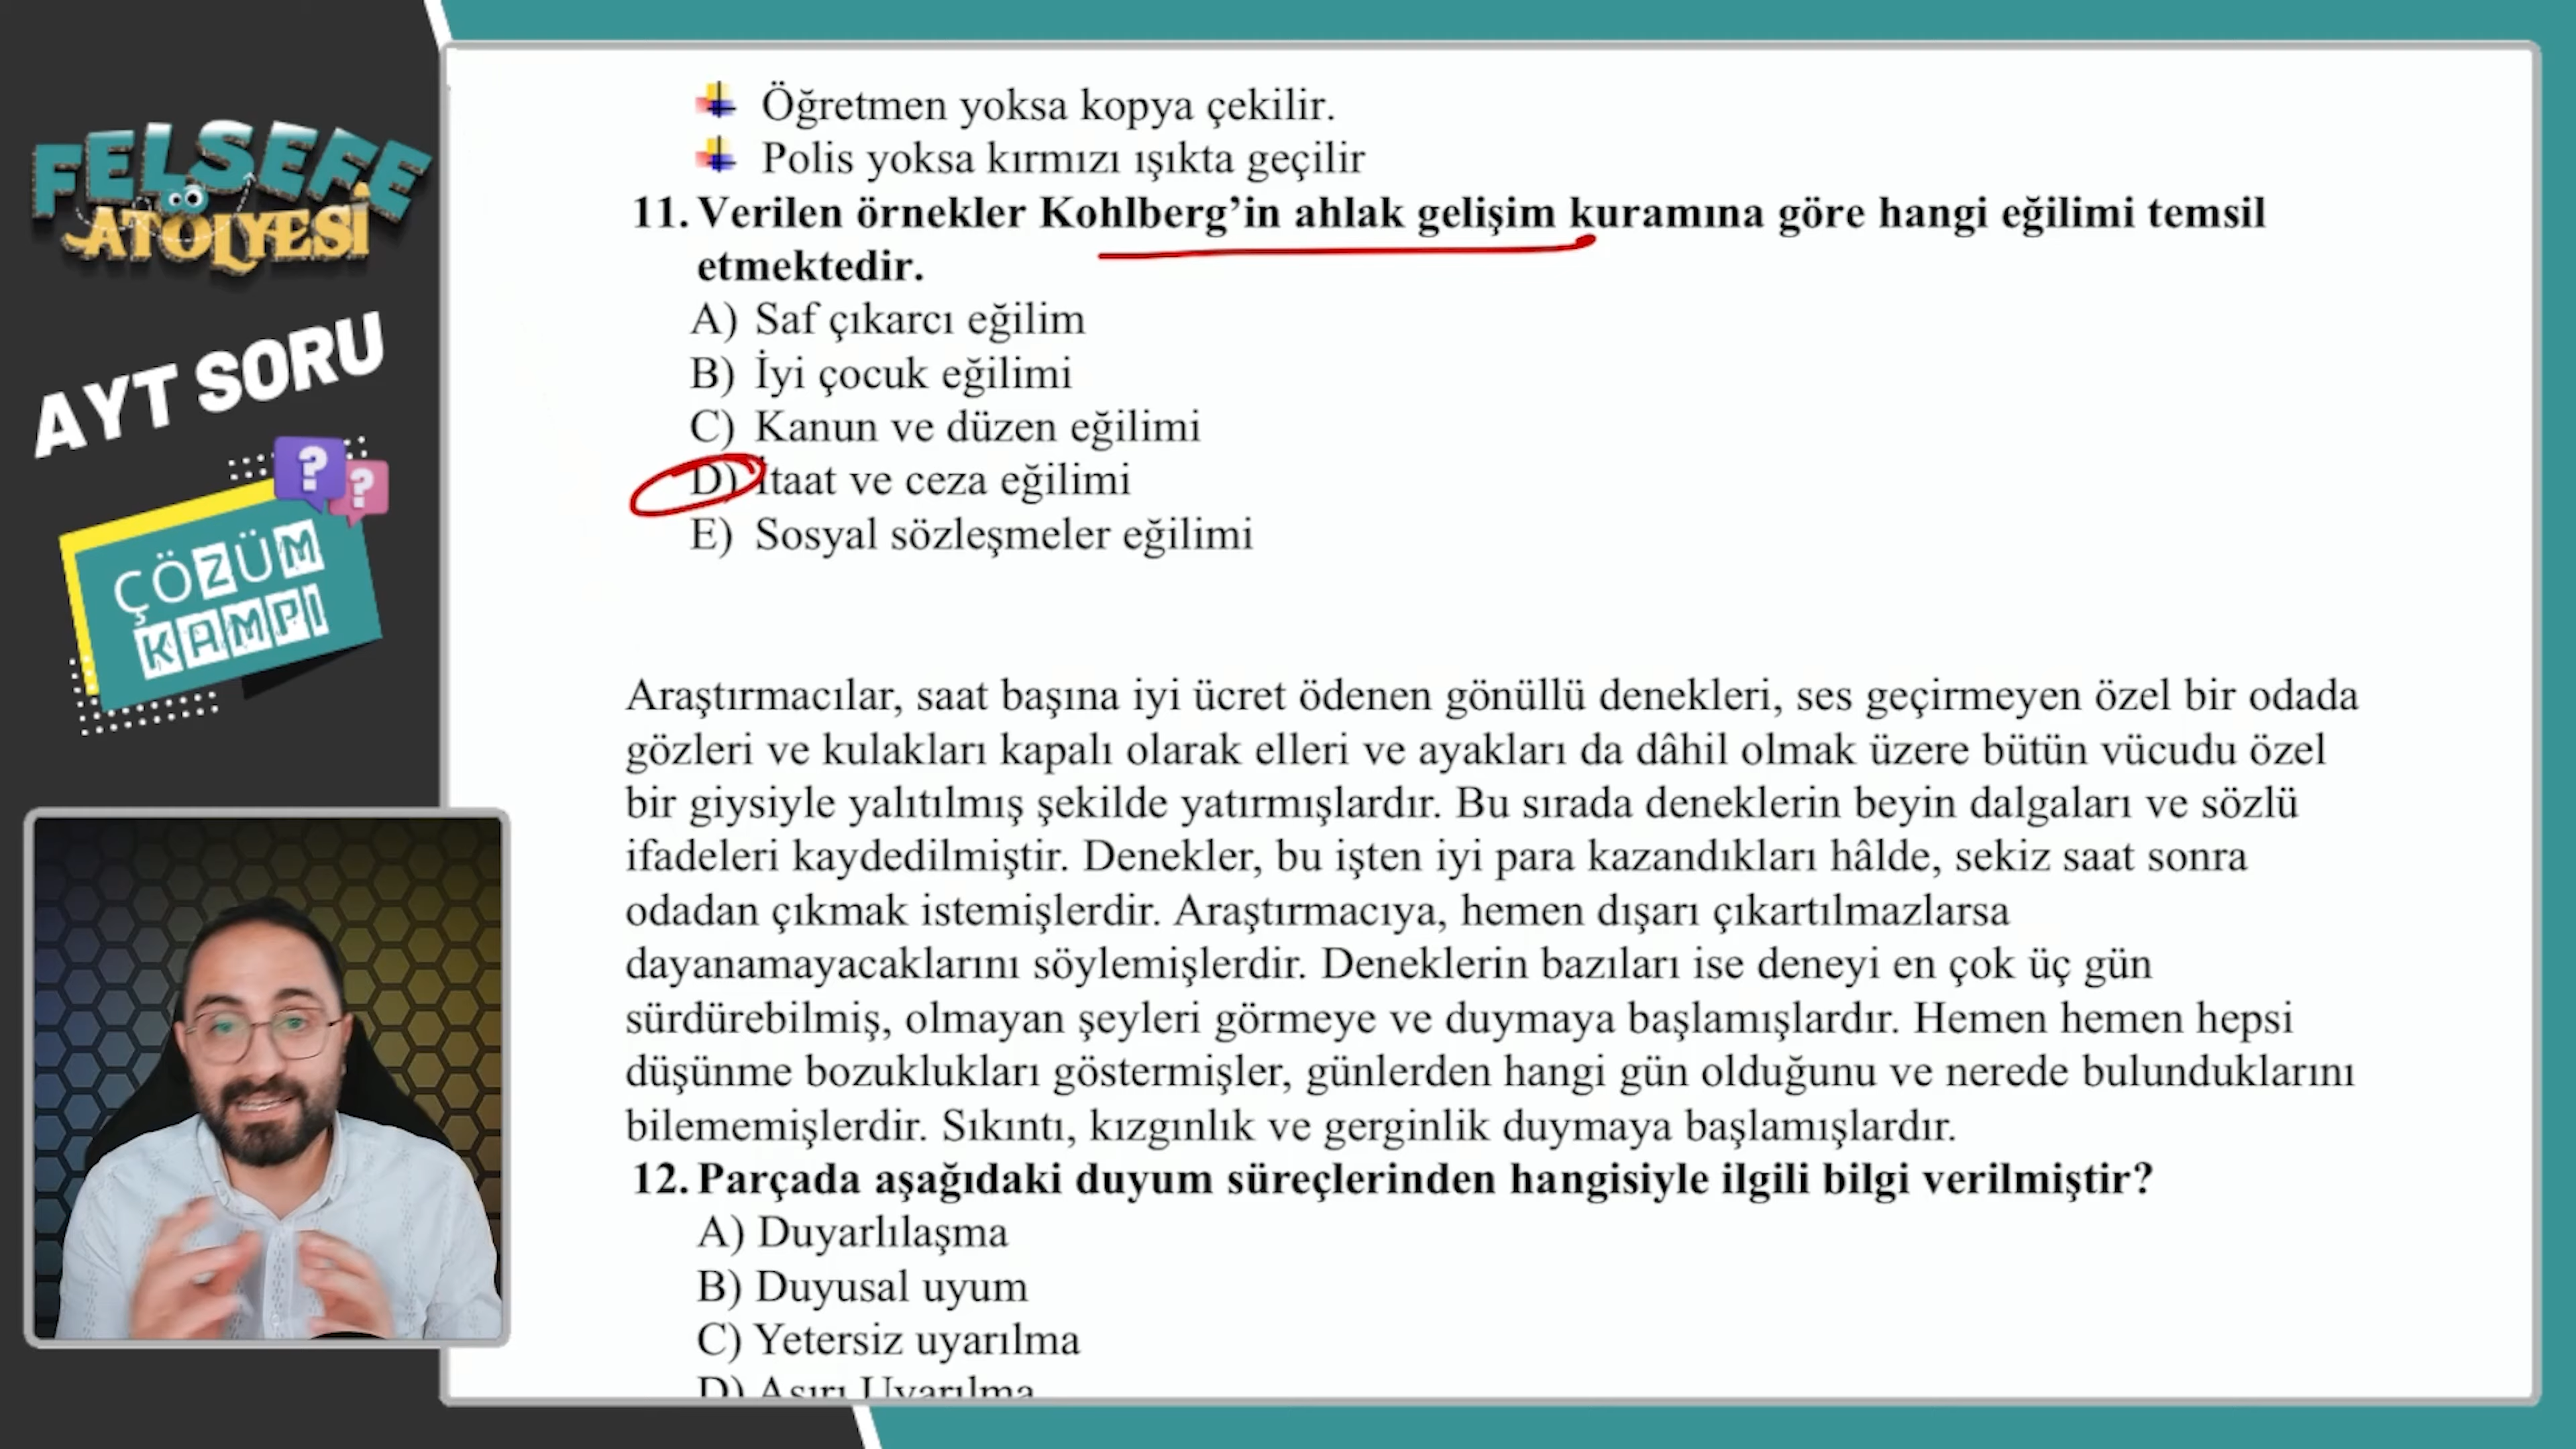 FELSEFE
ATÖLYESİ
AYT SORU
?
?
ÇÖZÜM
KAMPI
Öğretmen yoksa kopya çekilir.
Polis yoksa kırmızı ışıkta geçilir
11. Verilen örnekler Kohlberg’in ahlak gelişim kuramına göre hangi eğilimi temsil
etmektedir.
A) Saf çıkarcı eğilim
B) İyi çocuk eğilimi
C) Kanun ve düzen eğilimi
D) İtaat ve ceza eğilimi
E) Sosyal sözleşmeler eğilimi
Araştırmacılar, saat başına iyi ücret ödenen gönüllü denekleri, ses geçirmeyen özel bir odada
gözleri ve kulakları kapalı olarak elleri ve ayakları da dâhil olmak üzere bütün vücudu özel
bir giysiyle yalıtılmış şekilde yatırmışlardır. Bu sırada deneklerin beyin dalgaları ve sözlü
ifadeleri kaydedilmiştir. Denekler, bu işten iyi para kazandıkları hâlde, sekiz saat sonra
odadan çıkmak istemişlerdir. Araştırmacıya, hemen dışarı çıkartılmazlarsa
dayanamayacaklarını söylemişlerdir. Deneklerin bazıları ise deneyi en çok üç gün
sürdürebilmiş, olmayan şeyleri görmeye ve duymaya başlamışlardır. Hemen hemen hepsi
düşünme bozuklukları göstermişler, günlerden hangi gün olduğunu ve nerede bulunduklarını
bilememişlerdir. Sıkıntı, kızgınlık ve gerginlik duymaya başlamışlardır.
12. Parçada aşağıdaki duyum süreçlerinden hangisiyle ilgili bilgi verilmiştir?
A) Duyarlılaşma
B) Duyusal uyum
C) Yetersiz uyarılma
D) Aşırı Uyarılma